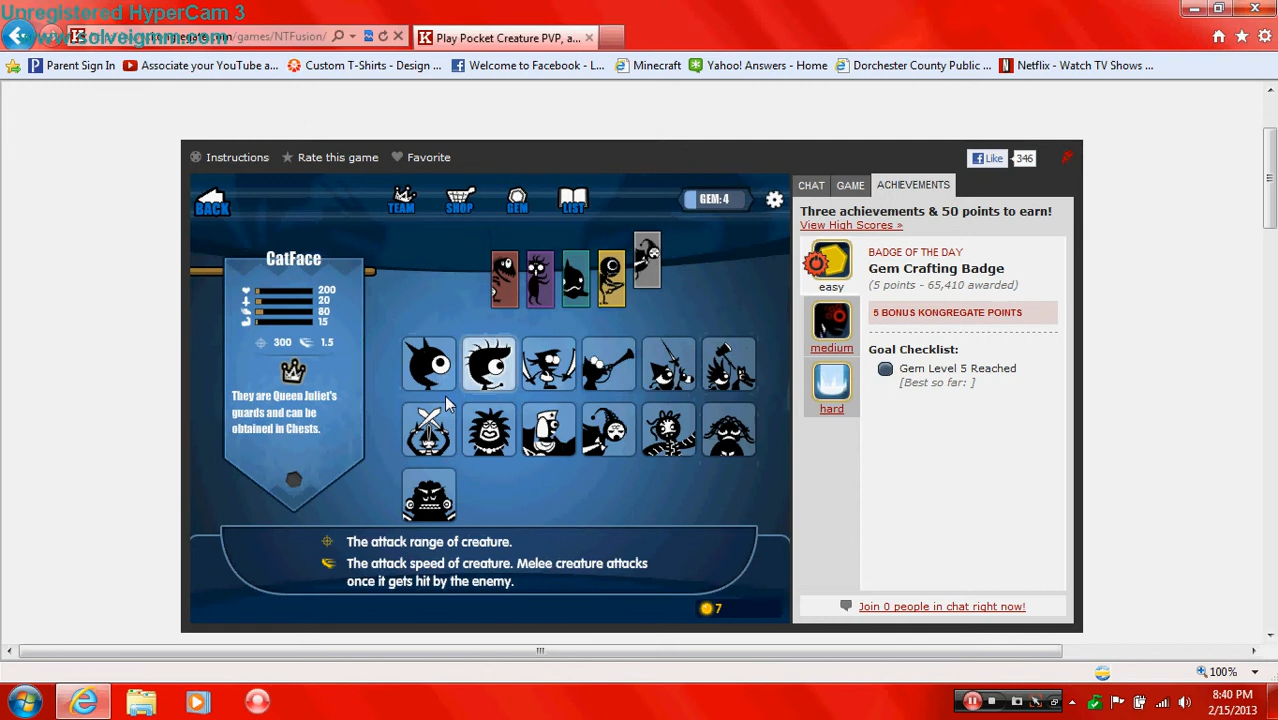 Unregistered HyperCam 3
www.solveigmm.com
/games/NTFusion/
Play Pocket Creature PVP, a...
Parent Sign In
Associate your YouTube a...
Custom T-Shirts - Design ...
Welcome to Facebook - L...
Minecraft
Yahoo! Answers - Home
Dorchester County Public ...
Netflix - Watch TV Shows ...
Instructions
Rate this game
Favorite
Like
346
BACK
TEAM
SHOP
GEM
LIST
GEM: 4
CHAT
GAME
ACHIEVEMENTS
Three achievements & 50 points to earn!
View High Scores »
BADGE OF THE DAY
Gem Crafting Badge
(5 points - 65,410 awarded)
easy
5 BONUS KONGREGATE POINTS
medium
Goal Checklist:
Gem Level 5 Reached
[Best so far: ]
hard
CatFace
200
20
80
15
300
1.5
They are Queen Juliet's
guards and can be
obtained in Chests.
The attack range of creature.
The attack speed of creature. Melee creature attacks
once it gets hit by the enemy.
7
Join 0 people in chat right now!
100%
8:40 PM
2/15/2013